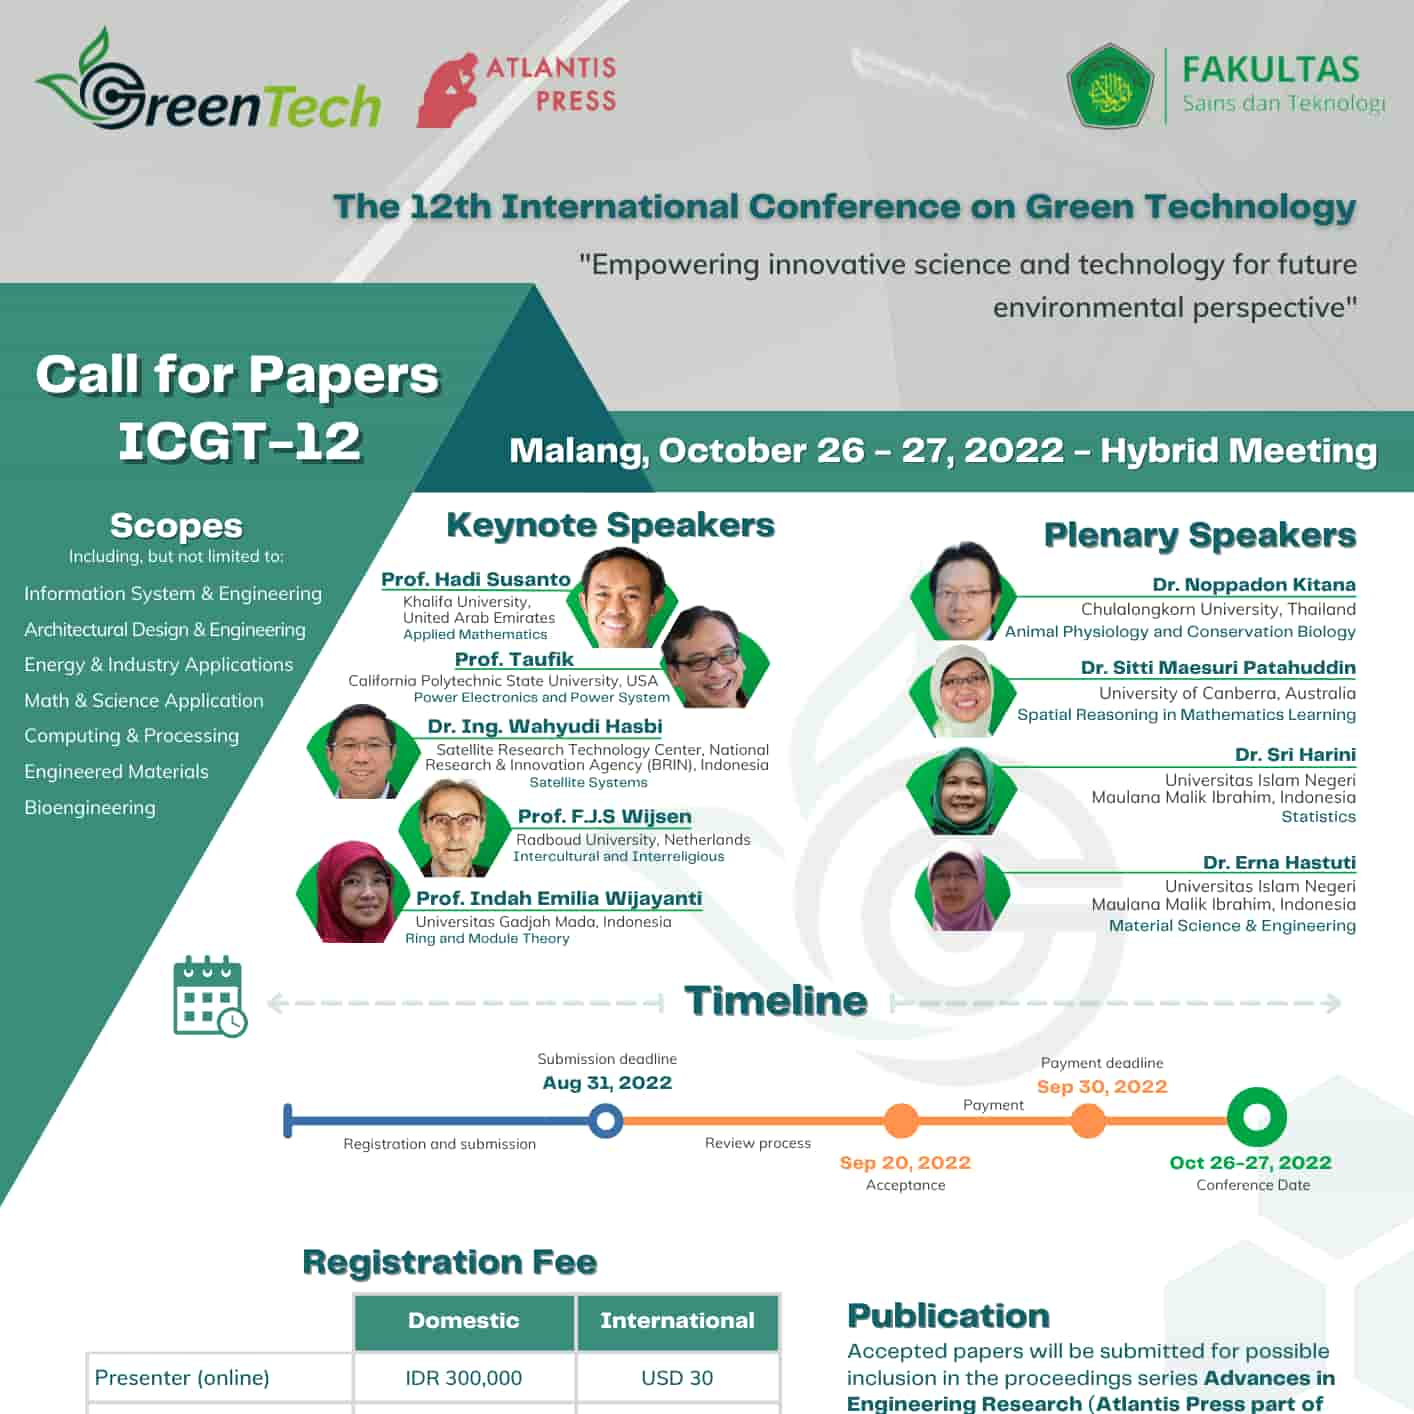 GreenTech
ATLANTIS
PRESS
FAKULTAS
Sains dan Teknologi
The 12th International Conference on Green Technology
"Empowering innovative science and technology for future
environmental perspective"
Call for Papers
ICGT-12
Malang, October 26 - 27, 2022 - Hybrid Meeting
Scopes
Including, but not limited to:
Information System & Engineering
Architectural Design & Engineering
Energy & Industry Applications
Math & Science Application
Computing & Processing
Engineered Materials
Bioengineering
Keynote Speakers
Prof. Hadi Susanto
Khalifa University,
United Arab Emirates
Applied Mathematics
Prof. Taufik
California Polytechnic State University, USA
Power Electronics and Power System
Dr. Ing. Wahyudi Hasbi
Satellite Research Technology Center, National
Research & Innovation Agency (BRIN), Indonesia
Satellite Systems
Prof. F.J.S Wijsen
Radboud University, Netherlands
Intercultural and Interreligious
Prof. Indah Emilia Wijayanti
Universitas Gadjah Mada, Indonesia
Ring and Module Theory
Plenary Speakers
Dr. Noppadon Kitana
Chulalongkorn University, Thailand
Animal Physiology and Conservation Biology
Dr. Sitti Maesuri Patahuddin
University of Canberra, Australia
Spatial Reasoning in Mathematics Learning
Dr. Sri Harini
Universitas Islam Negeri
Maulana Malik Ibrahim, Indonesia
Statistics
Dr. Erna Hastuti
Universitas Islam Negeri
Maulana Malik Ibrahim, Indonesia
Material Science & Engineering
Timeline
Submission deadline
Aug 31, 2022
Payment deadline
Sep 30, 2022
Payment
Registration and submission
Review process
Sep 20, 2022
Acceptance
Oct 26-27, 2022
Conference Date
Registration Fee
Domestic
International
Presenter (online)
IDR 300,000
USD 30
Publication
Accepted papers will be submitted for possible
inclusion in the proceedings series Advances in
Engineering Research (Atlantis Press part of